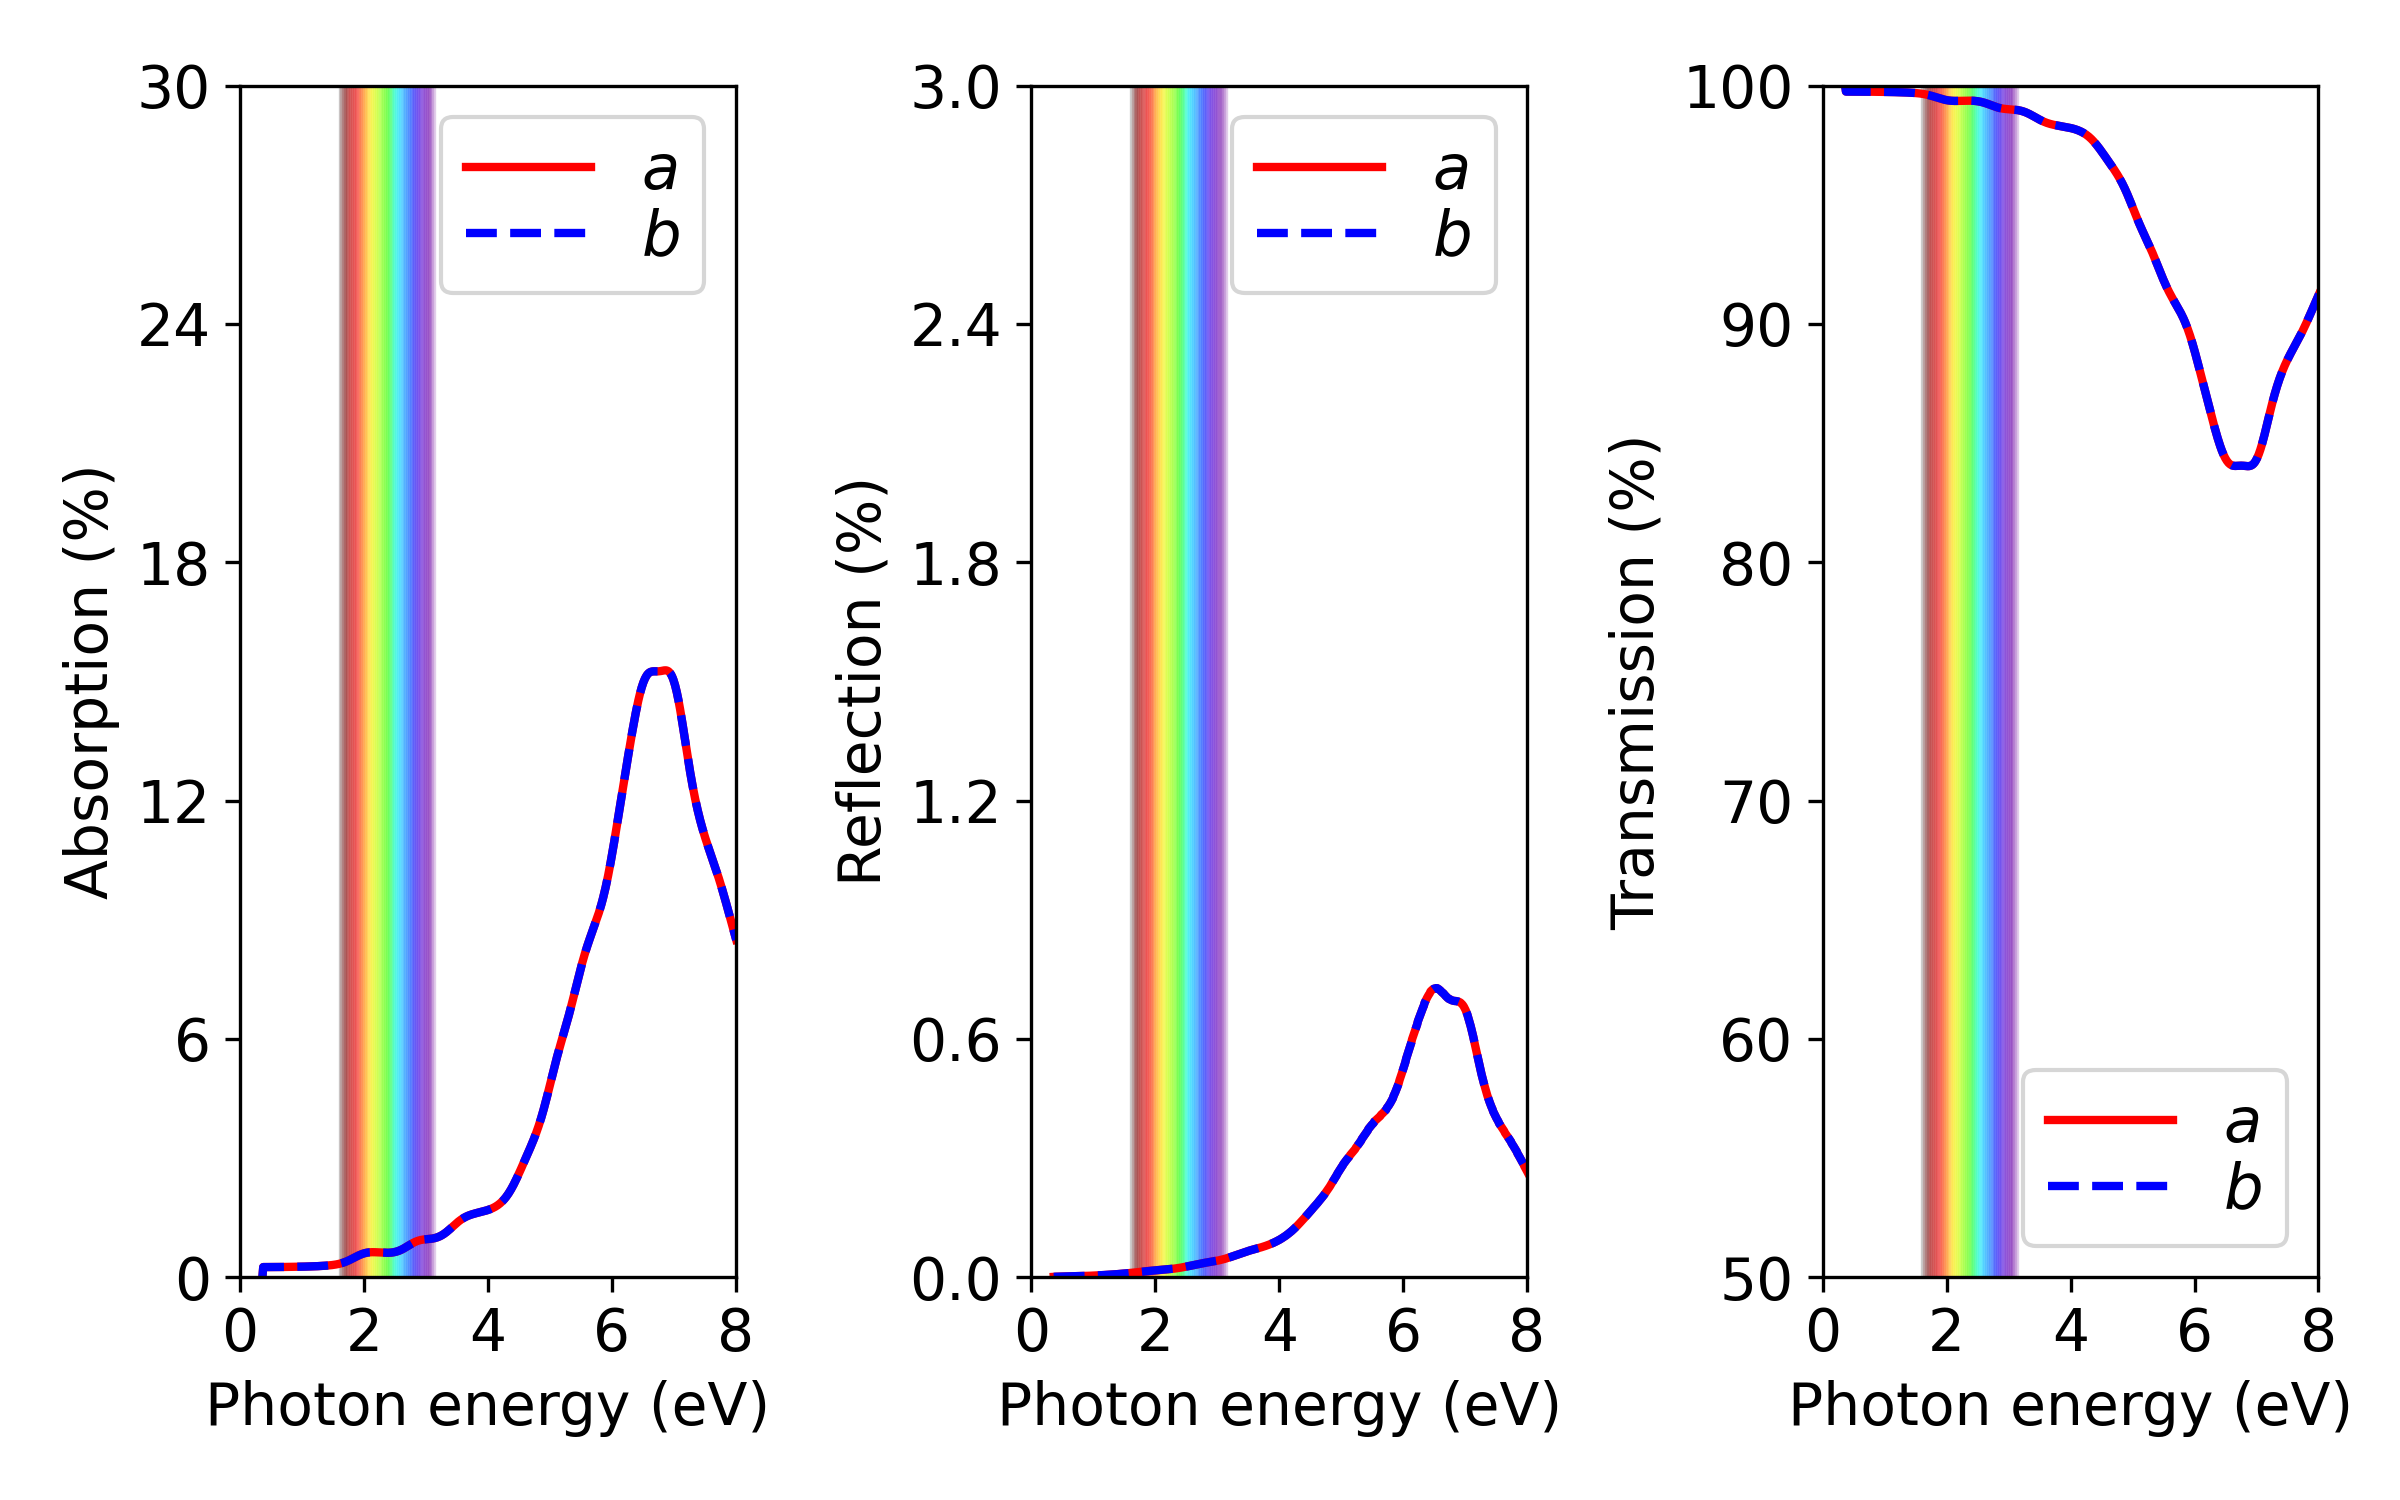 Absorption (%)
30
24
18
12
6
0
0 2 4 6 8
Photon energy (eV)
a
b
Reflection (%)
3.0
2.4
1.8
1.2
0.6
0.0
0 2 4 6 8
Photon energy (eV)
a
b
Transmission (%)
100
90
80
70
60
50
0 2 4 6 8
Photon energy (eV)
a
b